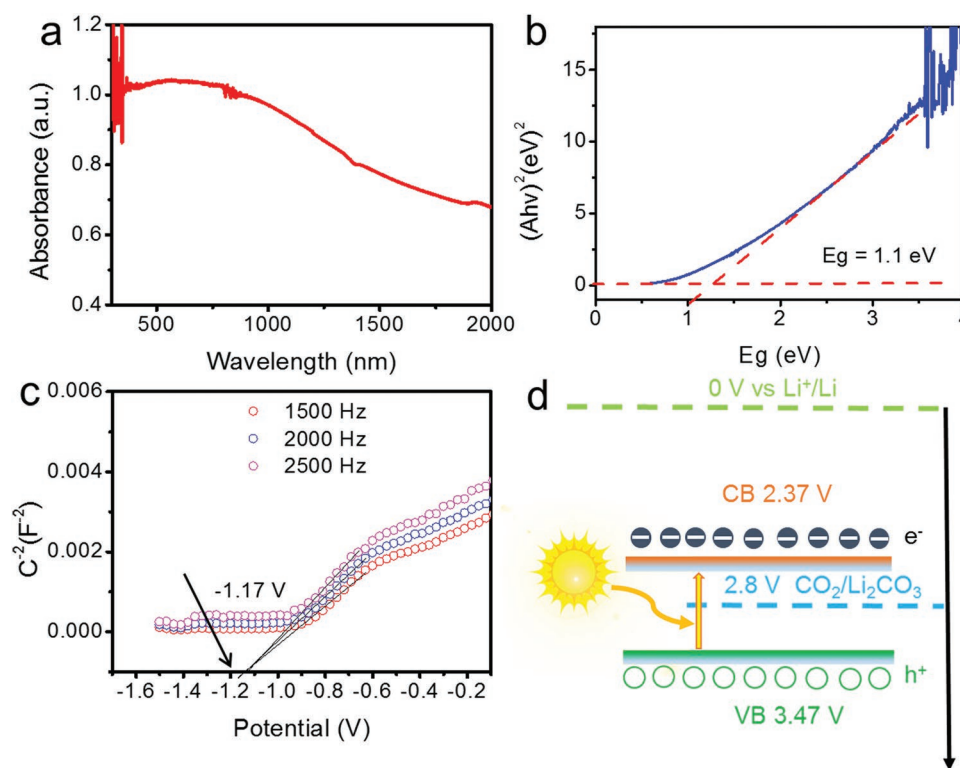 a
1.2
1.0
0.8
0.6
0.4
Absorbance (a.u.)
500
1000
1500
2000
Wavelength (nm)
b
15
10
5
0
(Ahv)²(eV)²
Eg = 1.1 eV
0
1
2
3
4
Eg (eV)
c
0.006
0.004
0.002
0.000
C⁻²(F⁻²)
1500 Hz
2000 Hz
2500 Hz
-1.17 V
-1.6
-1.4
-1.2
-1.0
-0.8
-0.6
-0.4
-0.2
Potential (V)
d
0 V vs Li⁺/Li
CB 2.37 V
e⁻
2.8 V CO₂/Li₂CO₃
h⁺
VB 3.47 V